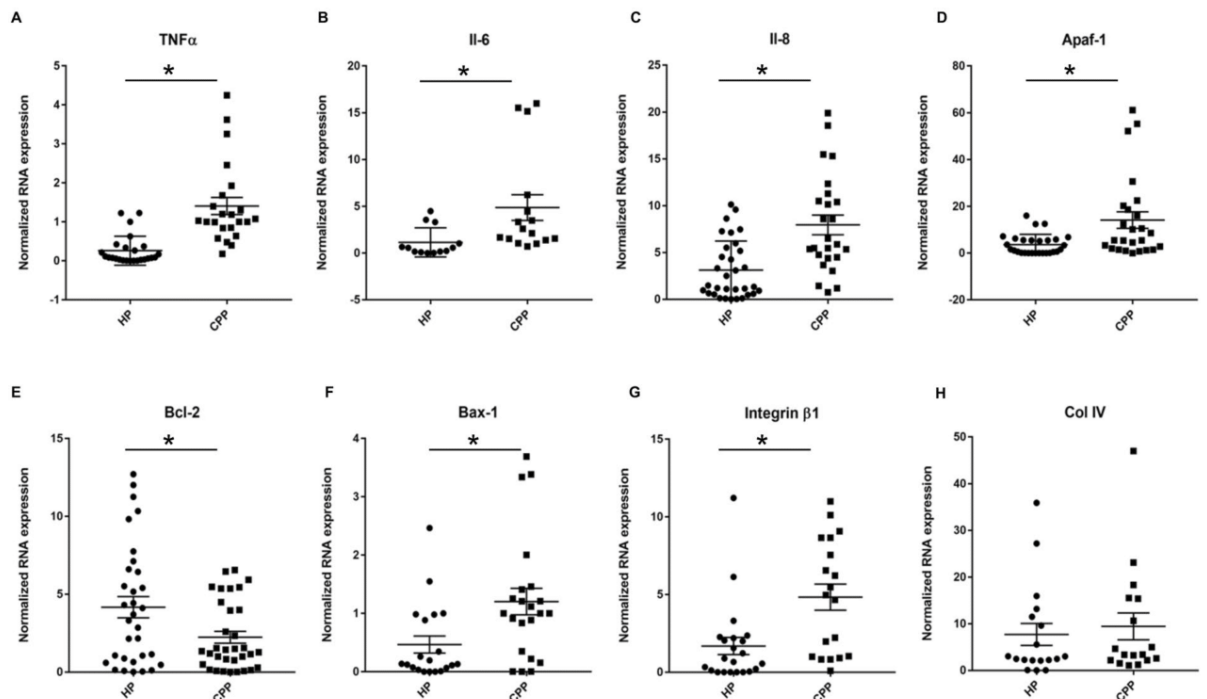 A
TNFα
*
Normalized RNA expression
5
4
3
2
1
0
-1
HP
CPP
B
Il-6
*
Normalized RNA expression
20
15
10
5
0
-5
HP
CPP
C
Il-8
*
Normalized RNA expression
25
20
15
10
5
0
HP
CPP
D
Apaf-1
*
Normalized RNA expression
80
60
40
20
0
-20
HP
CPP
E
Bcl-2
*
Normalized RNA expression
15
10
5
0
HP
CPP
F
Bax-1
*
Normalized RNA expression
4
3
2
1
0
HP
CPP
G
Integrin β1
*
Normalized RNA expression
15
10
5
0
HP
CPP
H
Col IV
Normalized RNA expression
50
40
30
20
10
0
HP
CPP